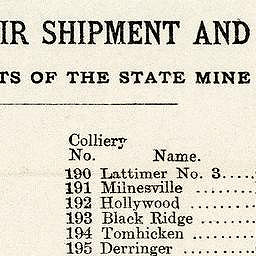 IR SHIPMENT AND
TS OF THE STATE MINE
Colliery
No. Name.
190 Lattimer No. 3.....
191 Milnesville ........
192 Hollywood ........
193 Black Ridge ........
194 Tomhicken ........
195 Derringer ........